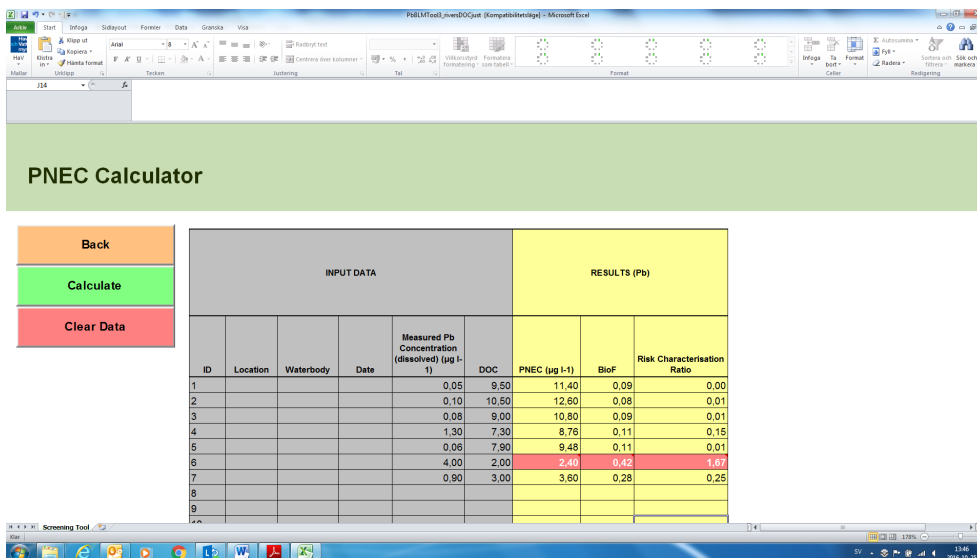 PbBLMTool3_riversDOCjust [Kompatibilitetsläge] - Microsoft Excel
Arkiv Start Infoga Sidlayout Formler Data Granska Visa
HaV
Klistra in
Klipp ut
Kopiera
Hämta format
Arial 8
F K U
Radbryt text
Centrera över kolumner
Villkorsstyrd formatering
Formatera som tabell
Infoga
Ta bort
Format
Σ Autosumma
Fyll
Radera
Sortera och filtrera
Sök och markera
Mallar Urklipp Tecken Justering Tal Format Celler Redigering
J14 fx
PNEC Calculator
Back
Calculate
Clear Data
INPUT DATA RESULTS (Pb)
ID Location Waterbody Date Measured Pb Concentration (dissolved) (µg l-1) DOC PNEC (µg l-1) BioF Risk Characterisation Ratio
1 0,05 9,50 11,40 0,09 0,00
2 0,10 10,50 12,60 0,08 0,01
3 0,08 9,00 10,80 0,09 0,01
4 1,30 7,30 8,76 0,11 0,15
5 0,06 7,90 9,48 0,11 0,01
6 4,00 2,00 2,40 0,42 1,67
7 0,90 3,00 3,60 0,28 0,25
8
9
10
Screening Tool
Klar 178%
SV 13:46
2016-10-25